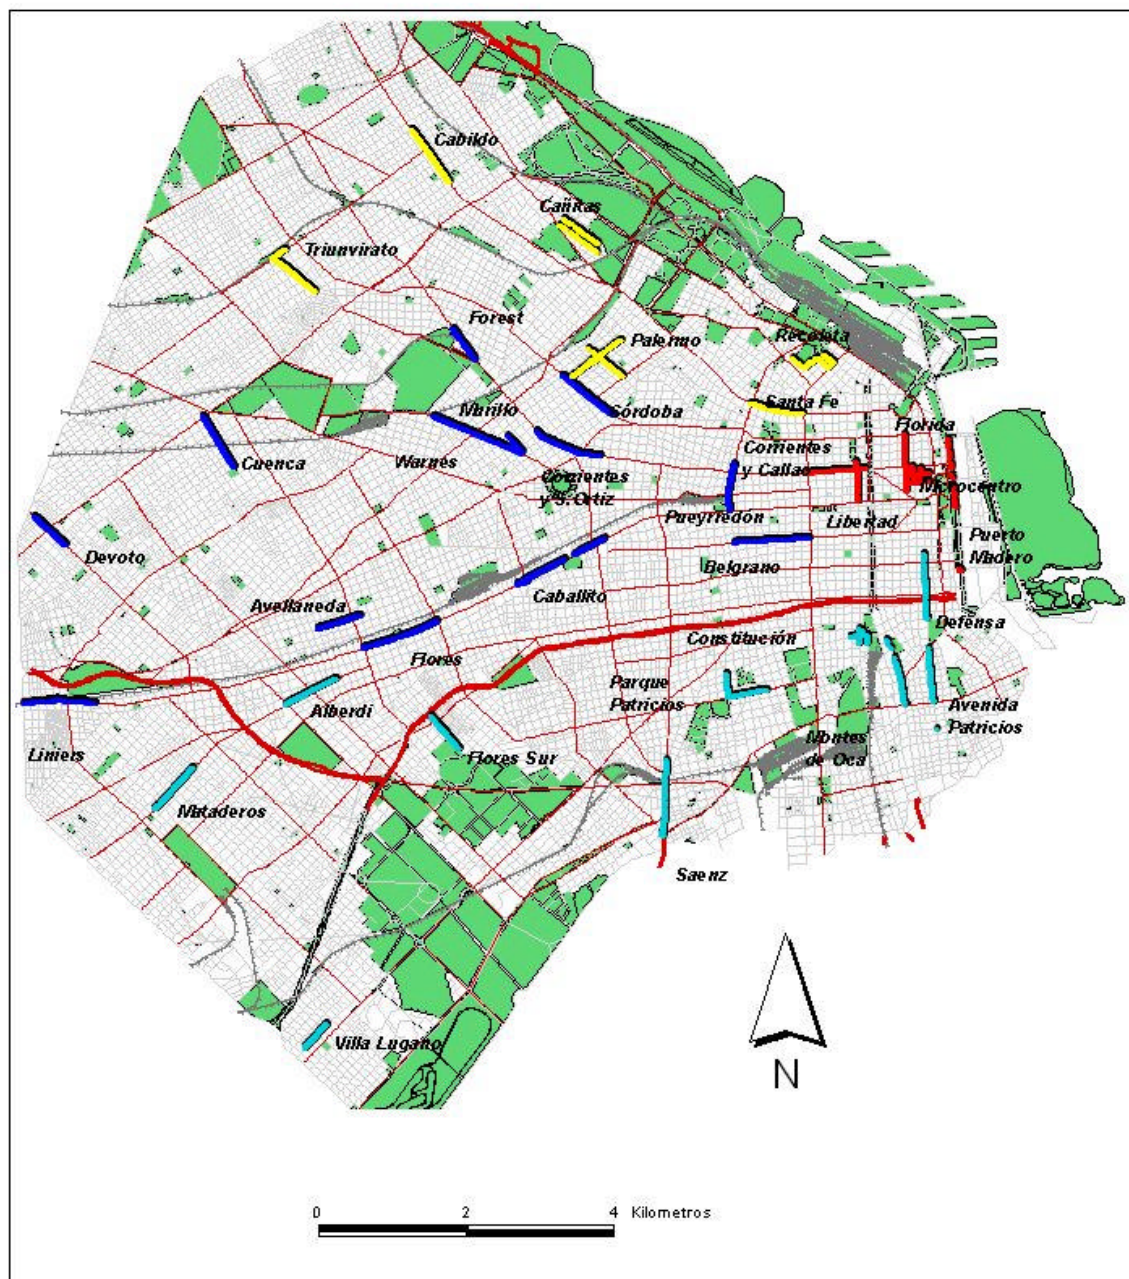 Cabildo
Cañitas
Triunvirato
Forest
Palermo
Recoleta
Santa Fe
Murillo
Córdoba
Florida
Cuenca
Warnes
Corrientes
y S. Ortiz
Corrientes
y Callao
Microcentro
Pueyrredón
Libertad
Puerto
Madero
Devoto
Belgrano
Avellaneda
Caballito
Defensa
Constitución
Flores
Parque
Patricios
Alberdi
Avenida
Patricios
Liniers
Flores Sur
Montes
de Oca
Mataderos
Saenz
Villa Lugano
N
0 2 4 Kilometros